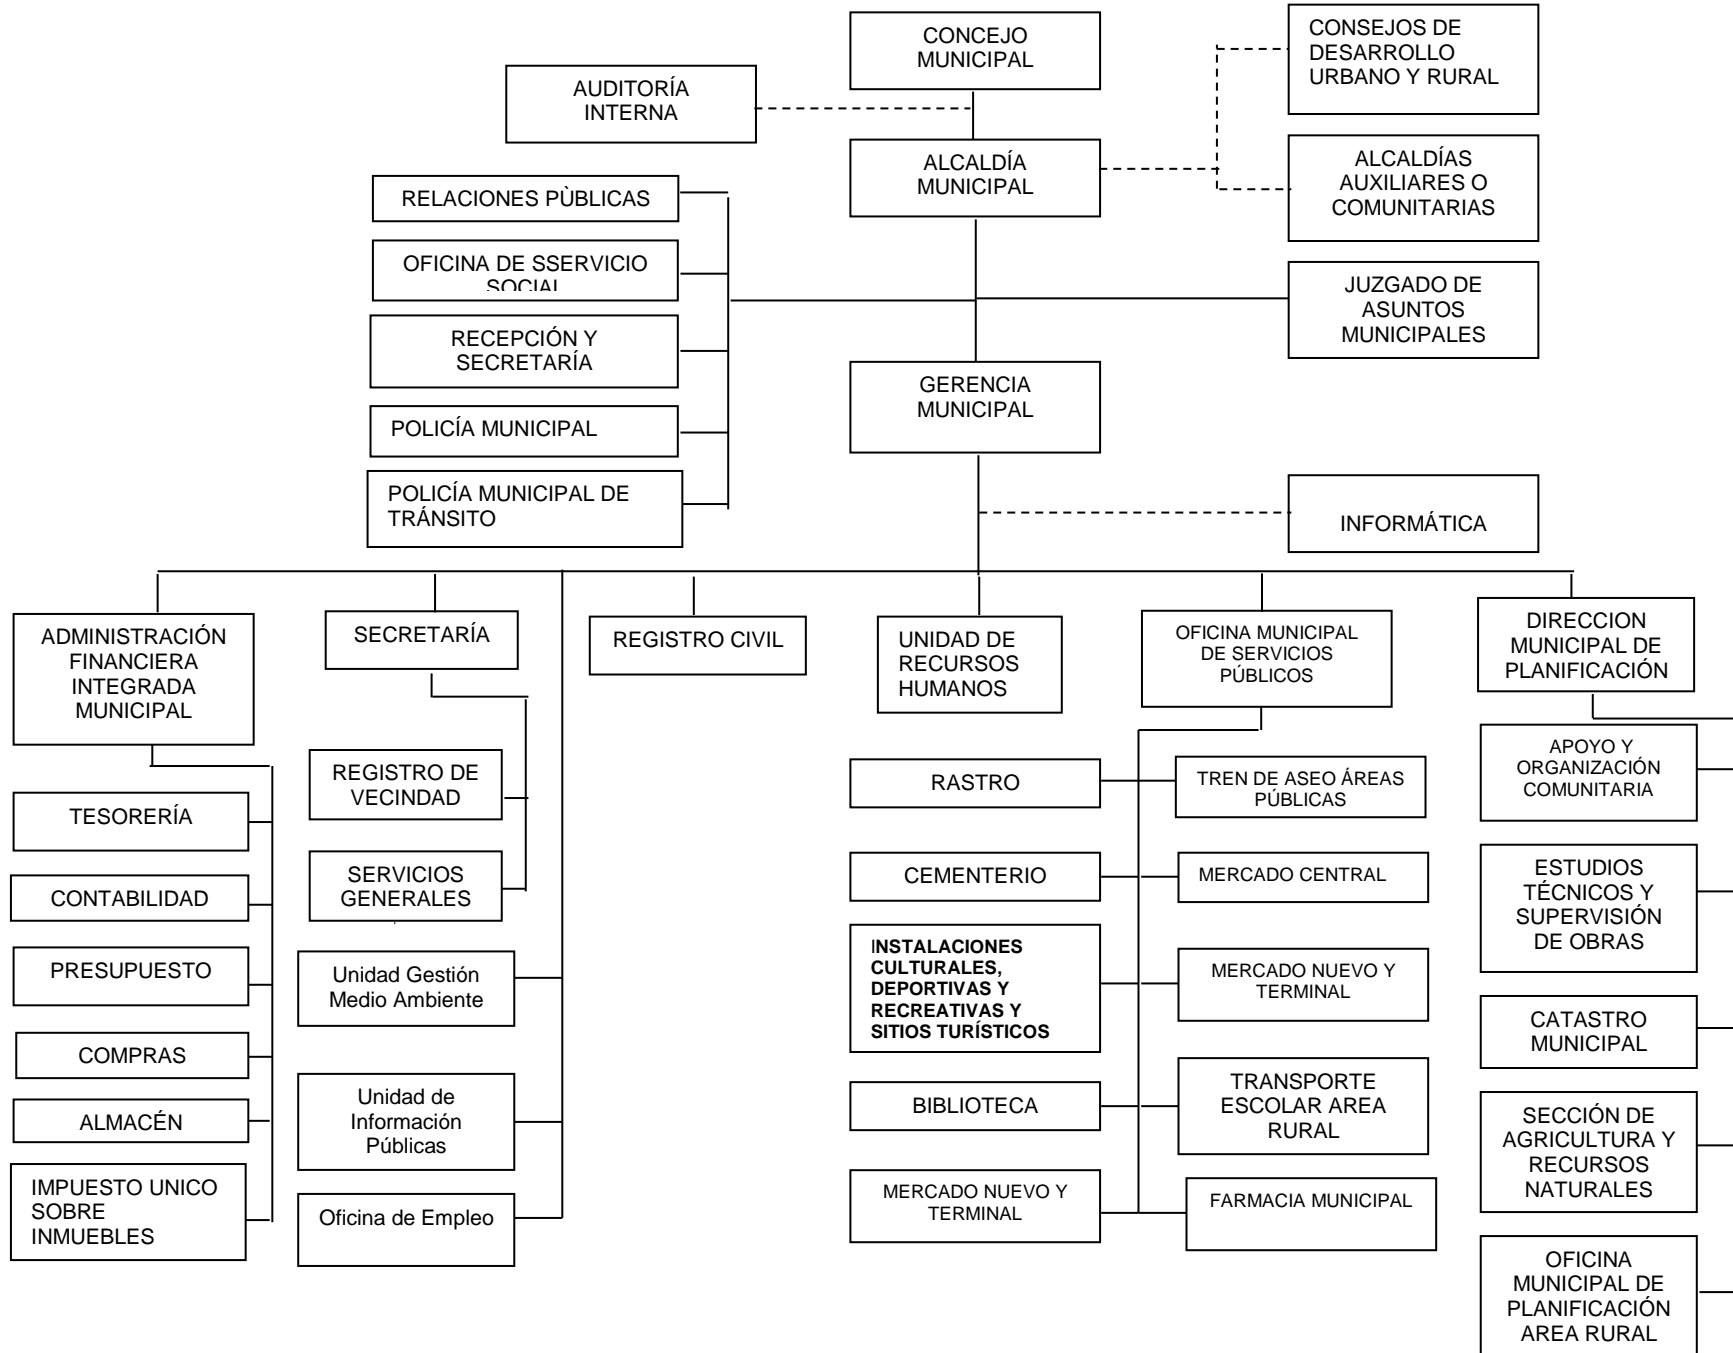 CONCEJO
MUNICIPAL
CONSEJOS DE
DESARROLLO
URBANO Y RURAL
AUDITORÍA
INTERNA
ALCALDÍA
MUNICIPAL
ALCALDÍAS
AUXILIARES O
COMUNITARIAS
RELACIONES PÙBLICAS
OFICINA DE SSERVICIO
SOCIAL
JUZGADO DE
ASUNTOS
MUNICIPALES
RECEPCIÓN Y
SECRETARÍA
GERENCIA
MUNICIPAL
POLICÍA MUNICIPAL
POLICÍA MUNICIPAL DE
TRÁNSITO
INFORMÁTICA
ADMINISTRACIÓN
FINANCIERA
INTEGRADA
MUNICIPAL
SECRETARÍA
REGISTRO CIVIL
UNIDAD DE
RECURSOS
HUMANOS
OFICINA MUNICIPAL
DE SERVICIOS
PÚBLICOS
DIRECCION
MUNICIPAL DE
PLANIFICACIÓN
TESORERÍA
CONTABILIDAD
PRESUPUESTO
COMPRAS
ALMACÉN
IMPUESTO UNICO
SOBRE
INMUEBLES
REGISTRO DE
VECINDAD
SERVICIOS
GENERALES
Unidad Gestión
Medio Ambiente
Unidad de
Información
Públicas
Oficina de Empleo
RASTRO
CEMENTERIO
INSTALACIONES
CULTURALES,
DEPORTIVAS Y
RECREATIVAS Y
SITIOS TURÍSTICOS
BIBLIOTECA
MERCADO NUEVO Y
TERMINAL
TREN DE ASEO ÁREAS
PÚBLICAS
MERCADO CENTRAL
MERCADO NUEVO Y
TERMINAL
TRANSPORTE
ESCOLAR AREA
RURAL
FARMACIA MUNICIPAL
APOYO Y
ORGANIZACIÓN
COMUNITARIA
ESTUDIOS
TÉCNICOS Y
SUPERVISIÓN
DE OBRAS
CATASTRO
MUNICIPAL
SECCIÓN DE
AGRICULTURA Y
RECURSOS
NATURALES
OFICINA
MUNICIPAL DE
PLANIFICACIÓN
AREA RURAL